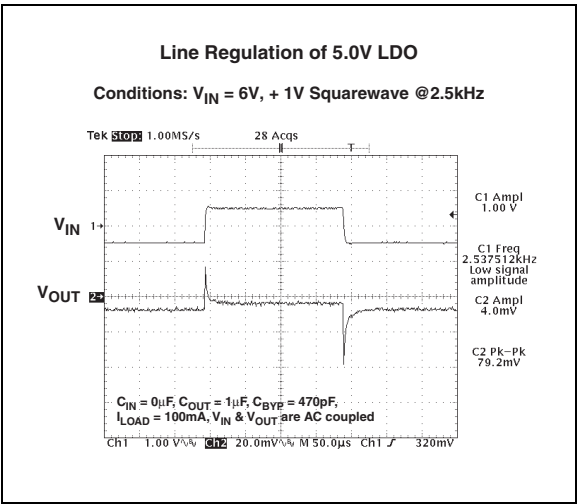 Line Regulation of 5.0V LDO
Conditions: VIN = 6V, + 1V Squarewave @2.5kHz
Tek Stop: 1.00MS/s 28 Acqs
T
C1 Ampl
1.00 V
VIN 1→
C1 Freq
2.537512kHz
Low signal
amplitude
VOUT 2→
C2 Ampl
4.0mV
C2 Pk–Pk
79.2mV
CIN = 0μF, COUT = 1μF, CBYP = 470pF,
ILOAD = 100mA, VIN & VOUT are AC coupled
Ch1 1.00 V∿ Ch2 20.0mV∿ M 50.0μs Ch1 ƒ 320mV